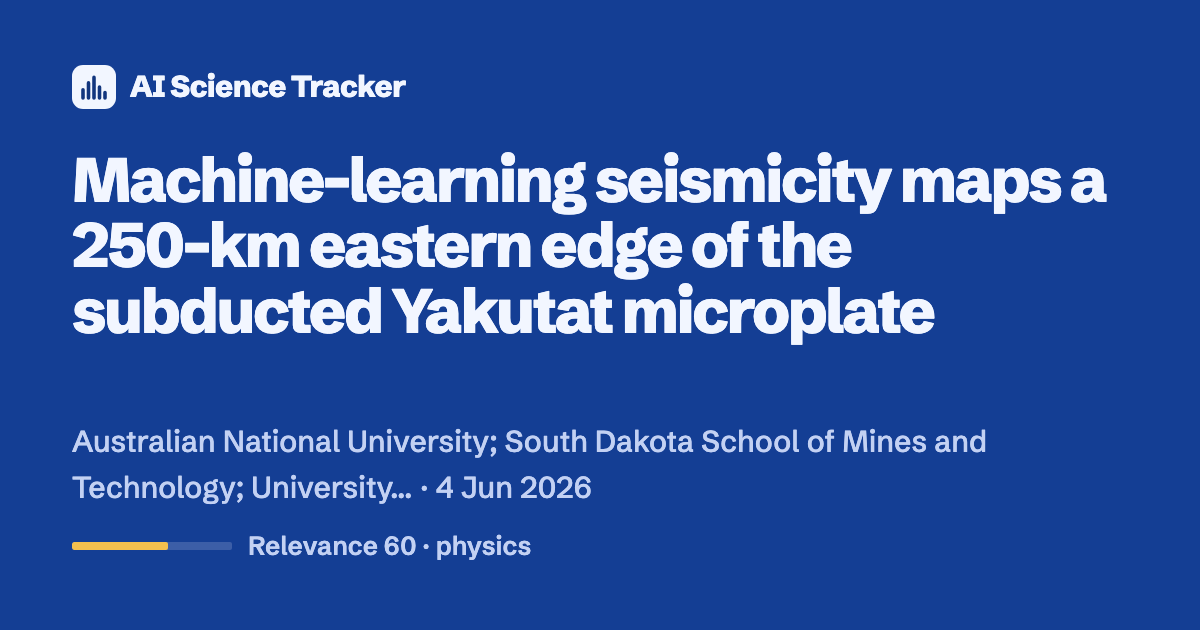 AI Science Tracker
Machine-learning seismicity maps a
250-km eastern edge of the
subducted Yakutat microplate
Australian National University; South Dakota School of Mines and
Technology; University... · 4 Jun 2026
Relevance 60 · physics